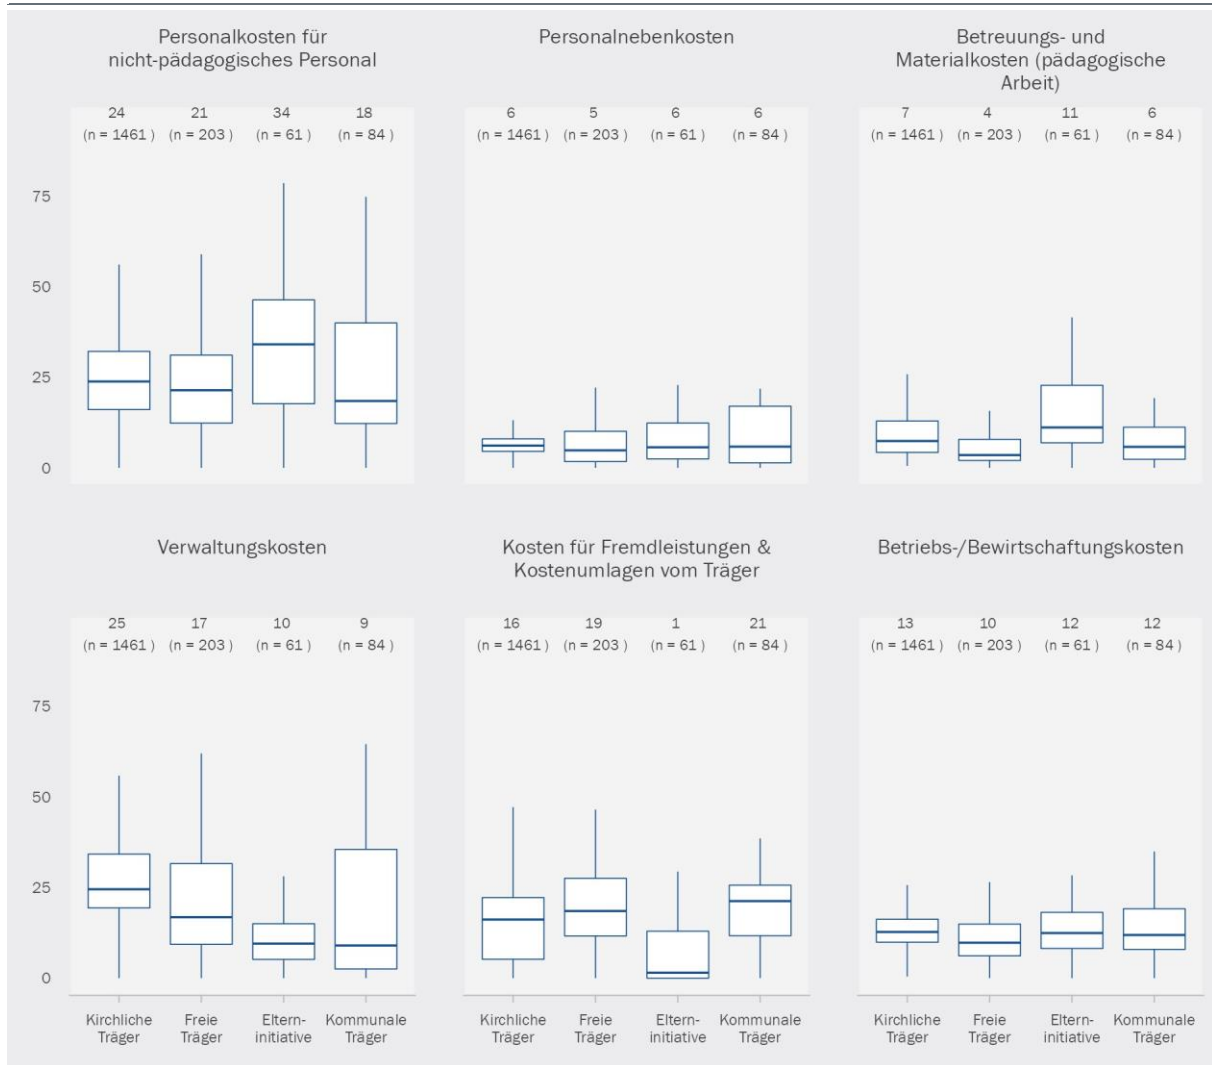 Personalkosten für
nicht-pädagogisches Personal
24 21 34 18
(n = 1461 ) (n = 203 ) (n = 61 ) (n = 84 )
75
50
25
0
Personalnebenkosten
6 5 6 6
(n = 1461 ) (n = 203 ) (n = 61 ) (n = 84 )
Betreuungs- und
Materialkosten (pädagogische
Arbeit)
7 4 11 6
(n = 1461 ) (n = 203 ) (n = 61 ) (n = 84 )
Verwaltungskosten
25 17 10 9
(n = 1461 ) (n = 203 ) (n = 61 ) (n = 84 )
75
50
25
0
Kirchliche Freie Eltern- Kommunale
Träger Träger initiative Träger
Kosten für Fremdleistungen &
Kostenumlagen vom Träger
16 19 1 21
(n = 1461 ) (n = 203 ) (n = 61 ) (n = 84 )
Kirchliche Freie Eltern- Kommunale
Träger Träger initiative Träger
Betriebs-/Bewirtschaftungskosten
13 10 12 12
(n = 1461 ) (n = 203 ) (n = 61 ) (n = 84 )
Kirchliche Freie Eltern- Kommunale
Träger Träger initiative Träger